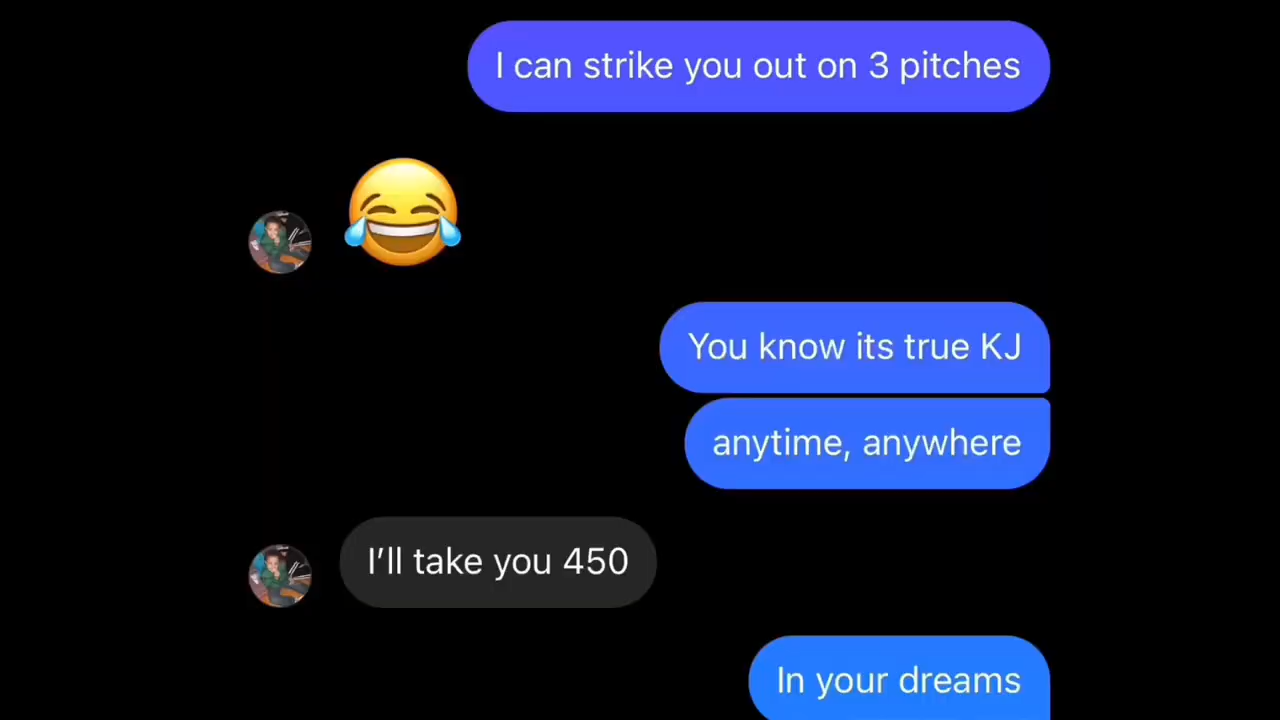 I can strike you out on 3 pitches
😂
You know its true KJ
anytime, anywhere
I’ll take you 450
In your dreams